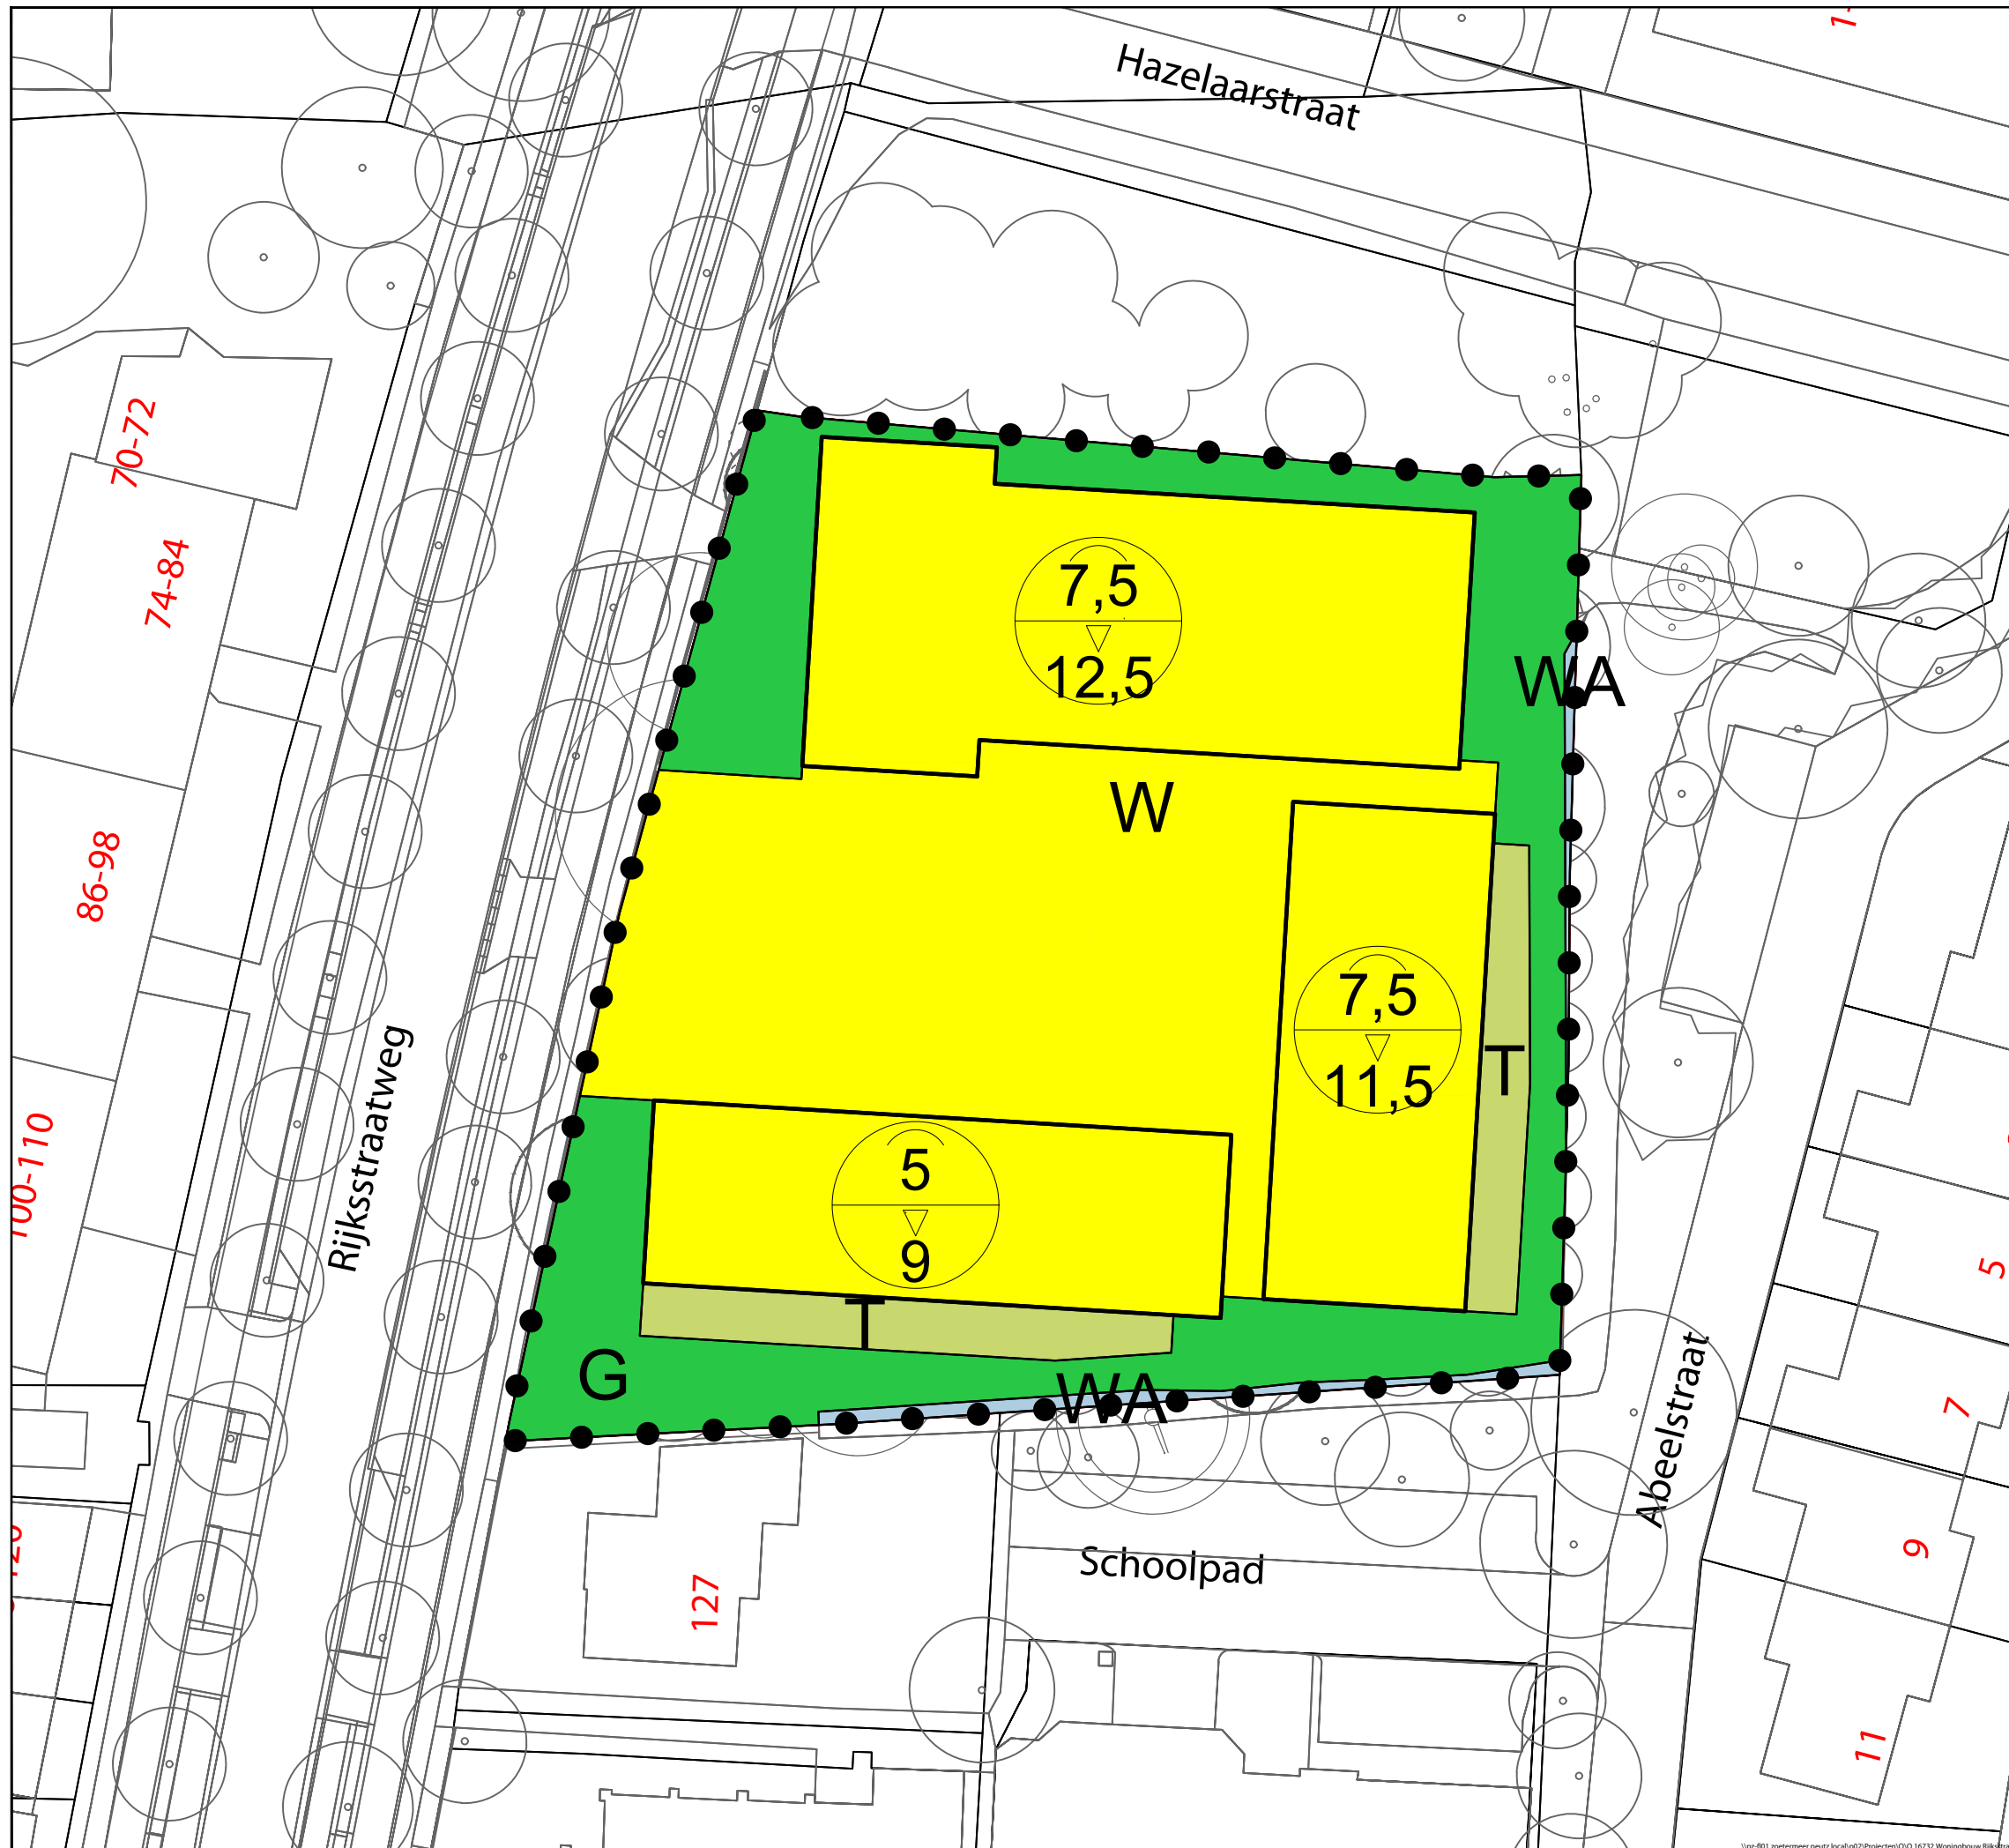 Hazelaarstraat
70-72
74-84
7,5
12,5
WA
W
86-98
7,5
11,5
T
Rijksstraatweg
100-110
5
9
T
5
G
WA
Abeelstraat
7
9
Schoolpad
127
11